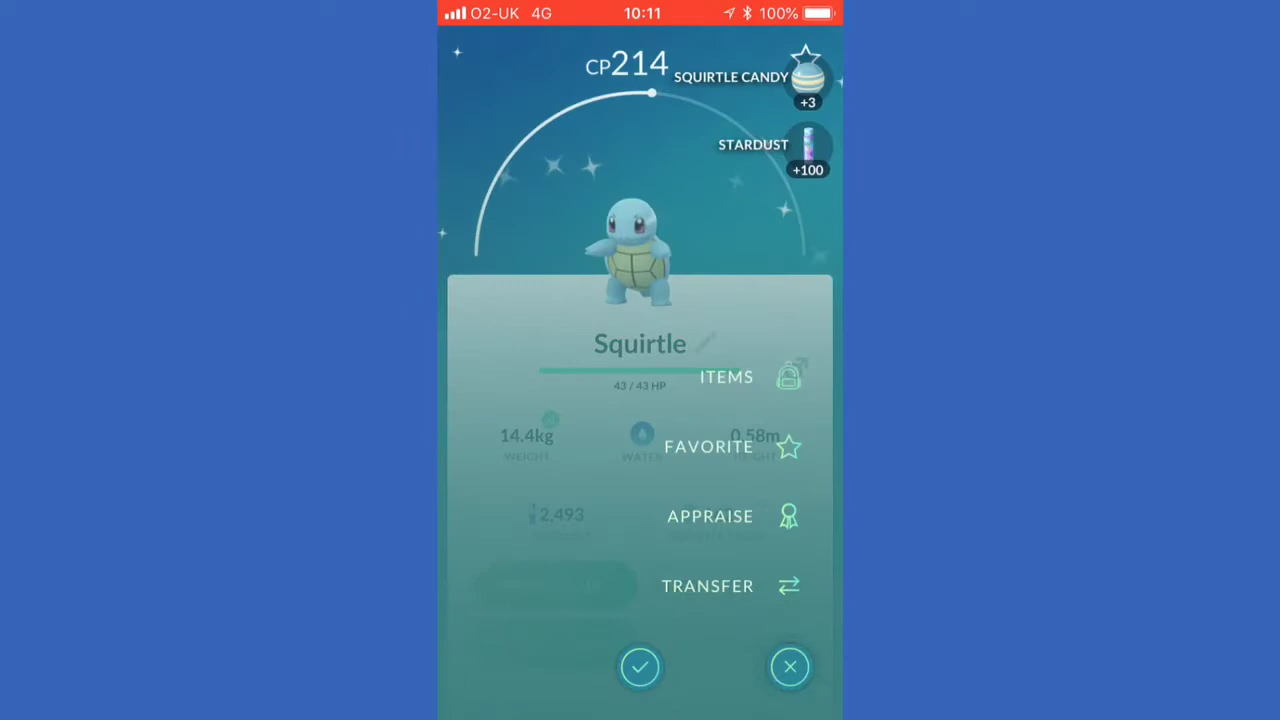 O2-UK 4G 10:11 100%
CP214
SQUIRTLE CANDY
+3
STARDUST
+100
Squirtle
43 / 43 HP
ITEMS
14.4kg
0.58m
WEIGHT
WATER
HEIGHT
FAVORITE
2,493
APPRAISE
TRANSFER